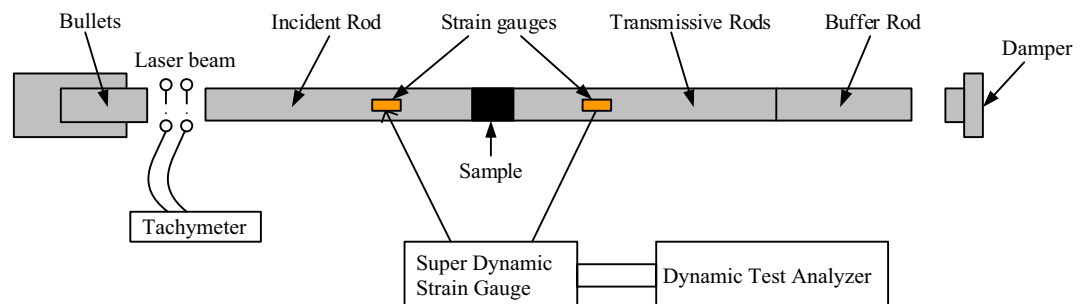 Bullets
Incident Rod
Strain gauges
Transmissive Rods
Buffer Rod
Damper
Laser beam
Sample
Tachymeter
Super Dynamic
Strain Gauge
Dynamic Test Analyzer